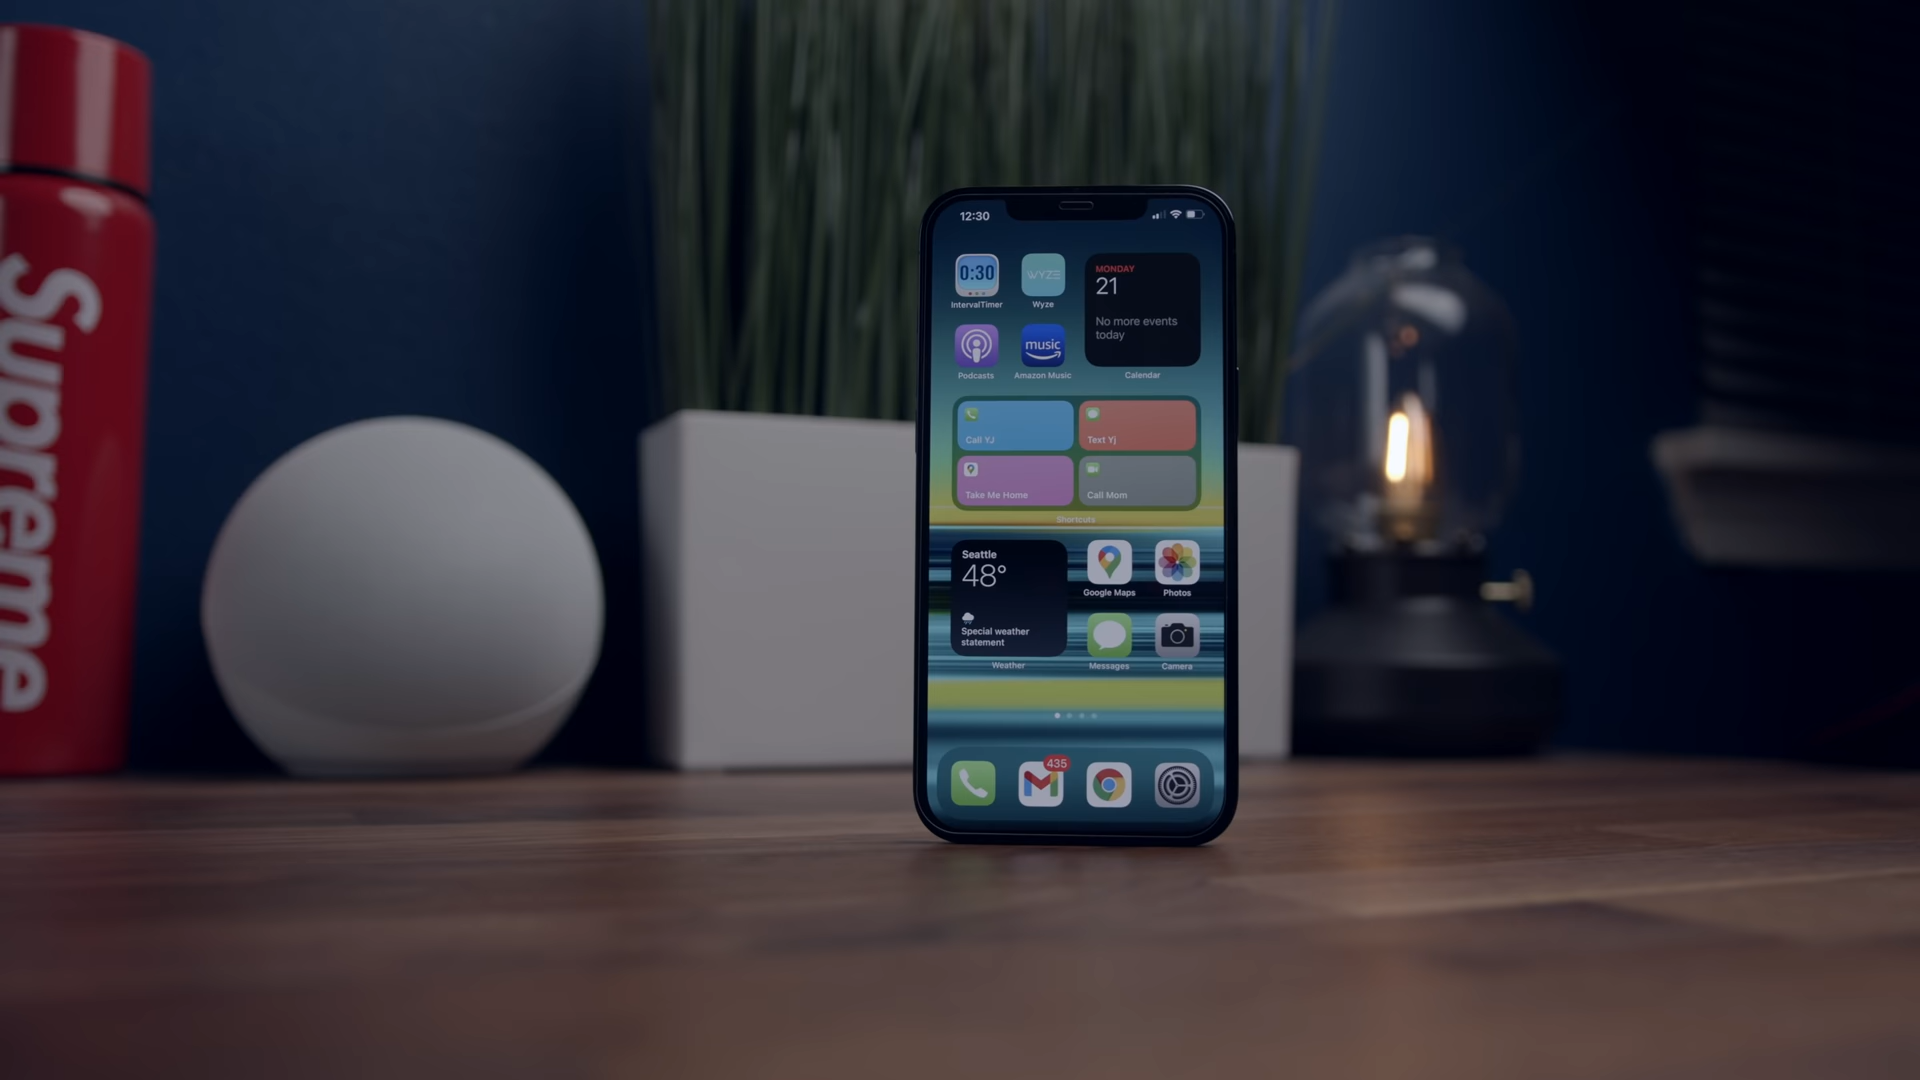 Supreme
12:30
0:30
IntervalTimer
WYZE
Wyze
MONDAY
21
No more events
today
Podcasts
music
Amazon Music
Calendar
Call YJ
Text Yj
Take Me Home
Call Mom
Shortcuts
Seattle
48°
Special weather
statement
Weather
Google Maps
Photos
Messages
Camera
435